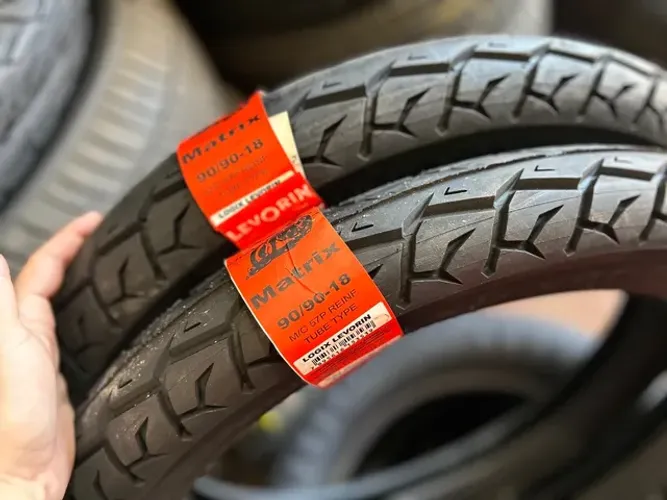 Matrix
90/90-18
LOGIX LEVORIN
LEVORIN
Matrix
90/90-18
M/C 57P REINF
TUBE TYPE
LOGIX LEVORIN